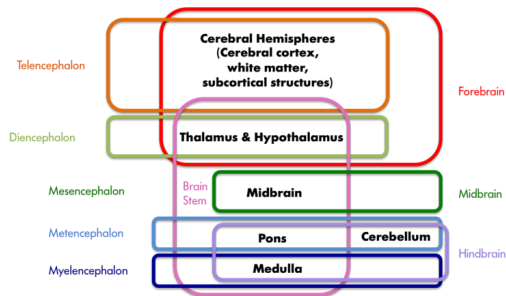 Cerebral Hemispheres
(Cerebral cortex,
white matter,
subcortical structures)
Telencephalon
Forebrain
Diencephalon
Thalamus & Hypothalamus
Mesencephalon
Brain
Stem
Midbrain
Midbrain
Metencephalon
Pons
Cerebellum
Hindbrain
Myelencephalon
Medulla